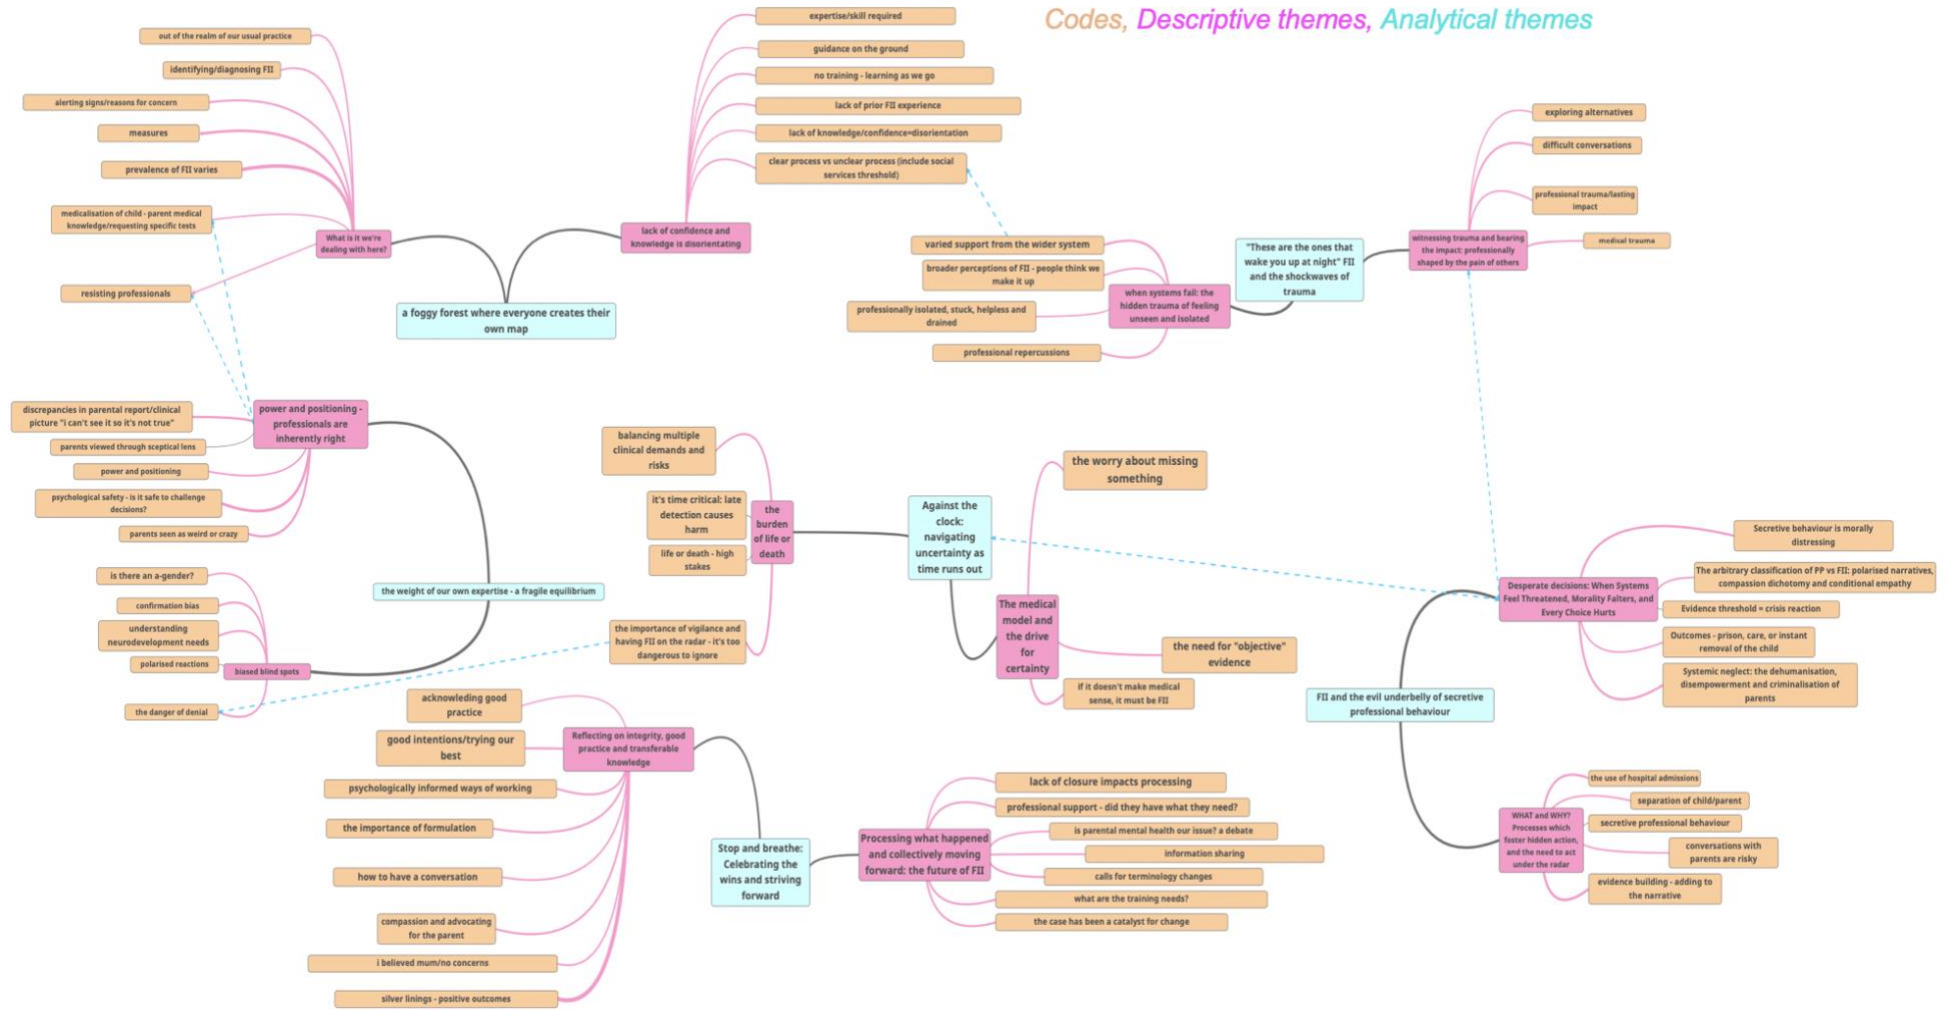 Codes, Descriptive themes, Analytical themes
out of the realm of our usual practice
identifying/diagnosing FII
alerting signs/reasons for concern
measures
prevalence of FII varies
medicalisation of child - parent medical
knowledge/requesting specific tests
resisting professionals
What is it we're
dealing with here?
a foggy forest where everyone creates their
own map
lack of confidence and
knowledge is disorientating
expertise/skill required
guidance on the ground
no training - learning as we go
lack of prior FII experience
lack of knowledge/confidence=disorientation
clear process vs unclear process (include social
services threshold)
varied support from the wider system
broader perceptions of FII - people think we
make it up
professionally isolated, stuck, helpless and
drained
professional repercussions
when systems fail: the
hidden trauma of feeling
unseen and isolated
"These are the ones that
wake you up at night" FII
and the shockwaves of
trauma
witnessing trauma and bearing
the impact: professionally
shaped by the pain of others
exploring alternatives
difficult conversations
professional trauma/lasting
impact
medical trauma
discrepancies in parental report/clinical
picture "i can't see it so it's not true"
parents viewed through sceptical lens
power and positioning
psychological safety - is it safe to challenge
decisions?
parents seen as weird or crazy
power and positioning -
professionals are
inherently right
is there an a-gender?
confirmation bias
understanding
neurodevelopment needs
polarised reactions
the danger of denial
biased blind spots
the weight of our own expertise - a fragile equilibrium
balancing multiple
clinical demands and
risks
it's time critical: late
detection causes
harm
life or death - high
stakes
the importance of vigilance and
having FII on the radar - it's too
dangerous to ignore
the
burden
of life or
death
Against the
clock:
navigating
uncertainty as
time runs out
The medical
model and
the drive
for
certainty
the worry about missing
something
the need for "objective"
evidence
if it doesn't make medical
sense, it must be FII
Desperate decisions: When Systems
Feel Threatened, Morality Falters, and
Every Choice Hurts
Secretive behaviour is morally
distressing
The arbitrary classification of PP vs FII: polarised narratives,
compassion dichotomy and conditional empathy
Evidence threshold = crisis reaction
Outcomes - prison, care, or instant
removal of the child
Systemic neglect: the dehumanisation,
disempowerment and criminalisation of
parents
FII and the evil underbelly of secretive
professional behaviour
WHAT and WHY?
Processes which
foster hidden action,
and the need to act
under the radar
the use of hospital admissions
separation of child/parent
secretive professional behaviour
conversations with
parents are risky
evidence building - adding to
the narrative
acknowleding good
practice
good intentions/trying our
best
psychologically informed ways of working
the importance of formulation
how to have a conversation
compassion and advocating
for the parent
i believed mum/no concerns
silver linings - positive outcomes
Reflecting on integrity, good
practice and transferable
knowledge
Stop and breathe:
Celebrating the
wins and striving
forward
Processing what happened
and collectively moving
forward: the future of FII
lack of closure impacts processing
professional support - did they have what they need?
is parental mental health our issue? a debate
information sharing
calls for terminology changes
what are the training needs?
the case has been a catalyst for change